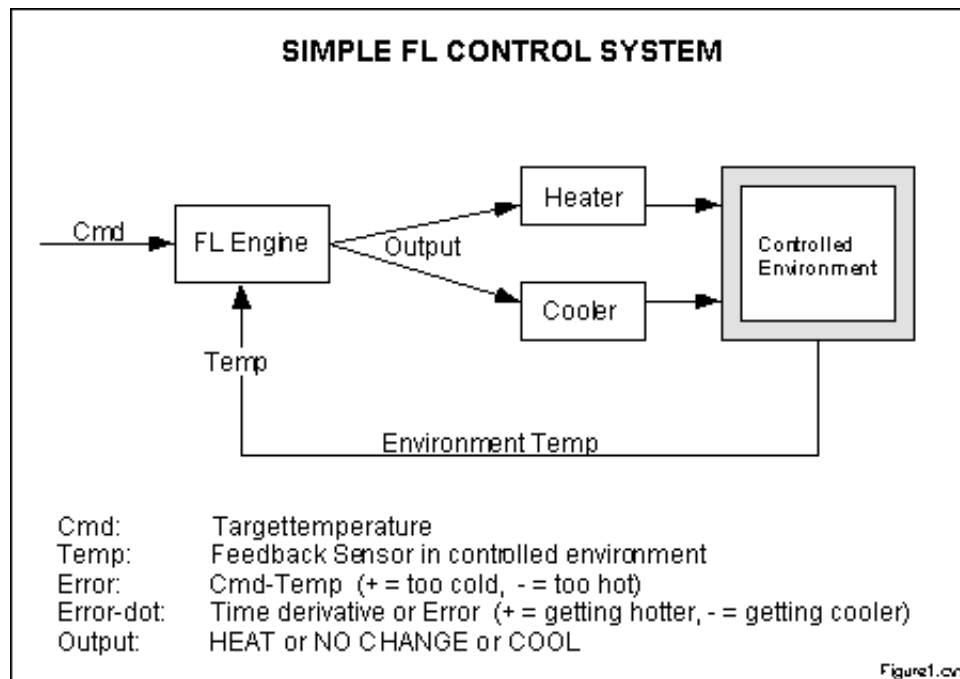 SIMPLE FL CONTROL SYSTEM
Heater
Cmd
FL Engine
Output
Controlled
Environment
Cooler
Temp
Environment Temp
Cmd: Targettemperature
Temp: Feedback Sensor in controlled environment
Error: Cmd-Temp (+ = too cold, - = too hot)
Error-dot: Time derivative or Error (+ = getting hotter, - = getting cooler)
Output: HEAT or NO CHANGE or COOL